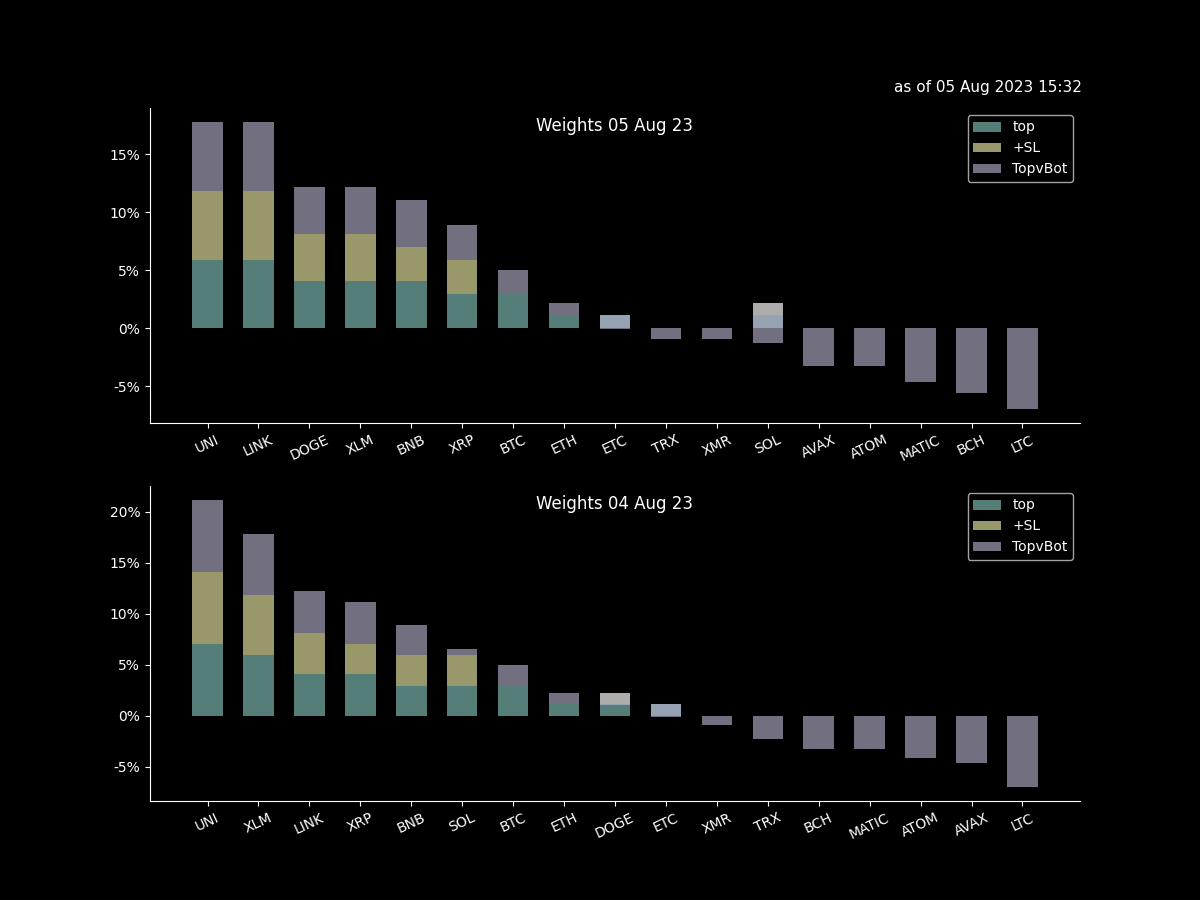 as of 05 Aug 2023 15:32
Weights 05 Aug 23
top
+SL
TopvBot
15%
10%
5%
0%
-5%
UNI LINK DOGE XLM BNB XRP BTC ETH ETC TRX XMR SOL AVAX ATOM MATIC BCH LTC
Weights 04 Aug 23
top
+SL
TopvBot
20%
15%
10%
5%
0%
-5%
UNI XLM LINK XRP BNB SOL BTC ETH DOGE ETC XMR TRX BCH MATIC ATOM AVAX LTC